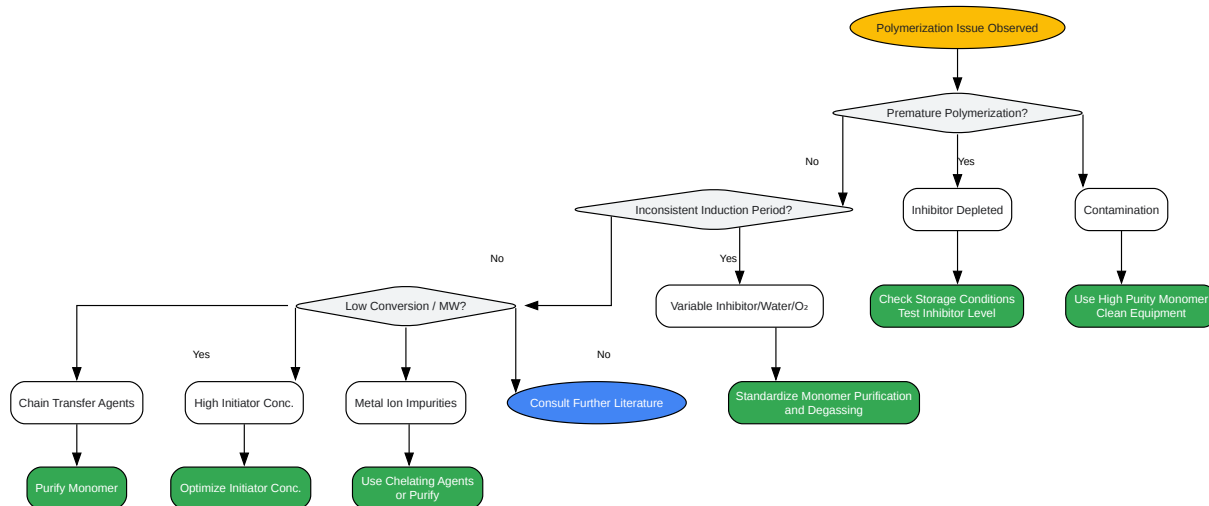 Polymerization Issue Observed
Premature Polymerization?
No
Yes
Inconsistent Induction Period?
Inhibitor Depleted
Contamination
No
Yes
Low Conversion / MW?
Variable Inhibitor/Water/O₂
Check Storage Conditions
Test Inhibitor Level
Use High Purity Monomer
Clean Equipment
Yes
No
Chain Transfer Agents
High Initiator Conc.
Metal Ion Impurities
Consult Further Literature
Standardize Monomer Purification
and Degassing
Purify Monomer
Optimize Initiator Conc.
Use Chelating Agents
or Purify